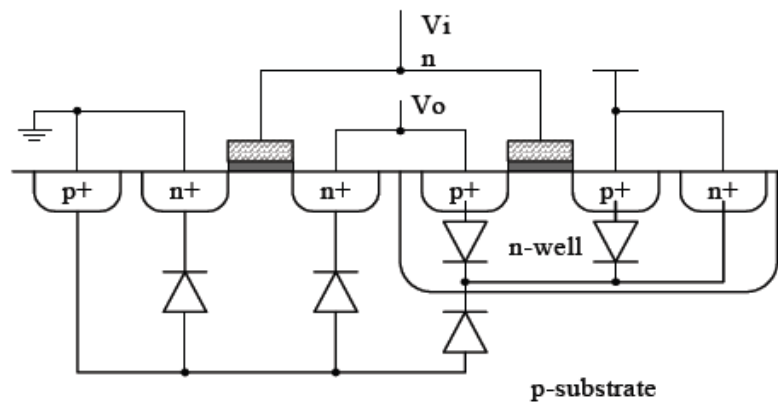 Vi
n
Vo
p+ n+ n+ p+ p+ n+
n-well
p-substrate